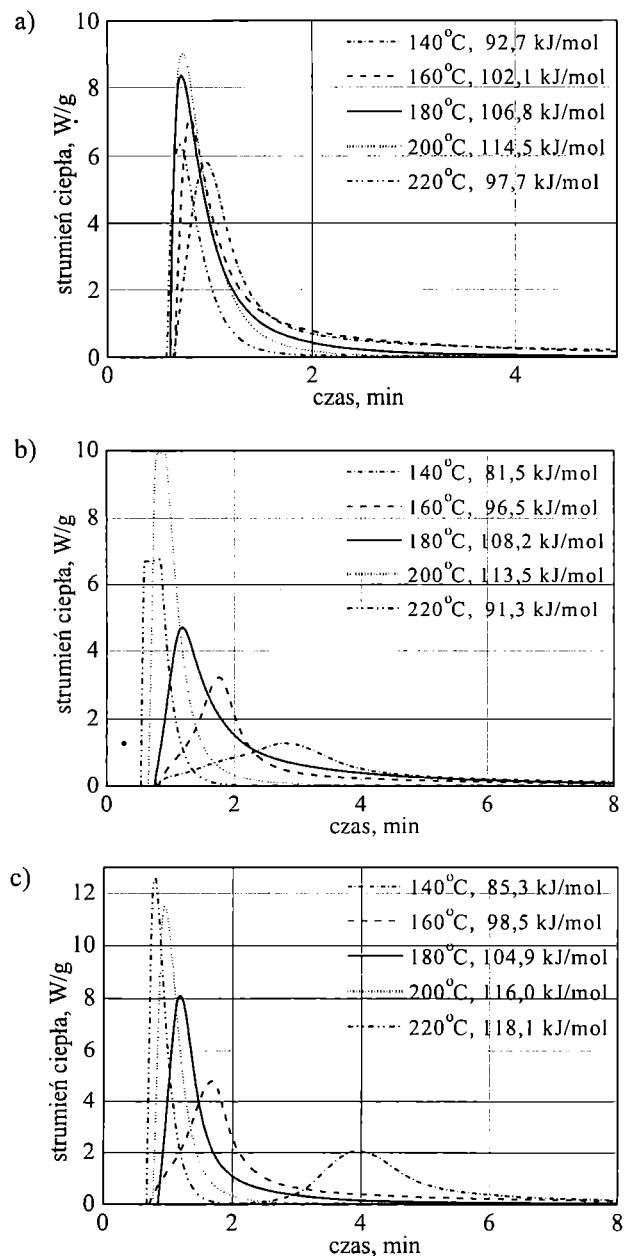 a)
10
8
6
4
2
0
strumień ciepła, W/g
140°C, 92,7 kJ/mol
160°C, 102,1 kJ/mol
180°C, 106,8 kJ/mol
200°C, 114,5 kJ/mol
220°C, 97,7 kJ/mol
0 2 4
czas, min
b)
10
8
6
4
2
0
strumień ciepła, W/g
140°C, 81,5 kJ/mol
160°C, 96,5 kJ/mol
180°C, 108,2 kJ/mol
200°C, 113,5 kJ/mol
220°C, 91,3 kJ/mol
0 2 4 6 8
czas, min
c)
12
10
8
6
4
2
0
strumień ciepła, W/g
140°C, 85,3 kJ/mol
160°C, 98,5 kJ/mol
180°C, 104,9 kJ/mol
200°C, 116,0 kJ/mol
220°C, 118,1 kJ/mol
0 2 4 6 8
czas, min